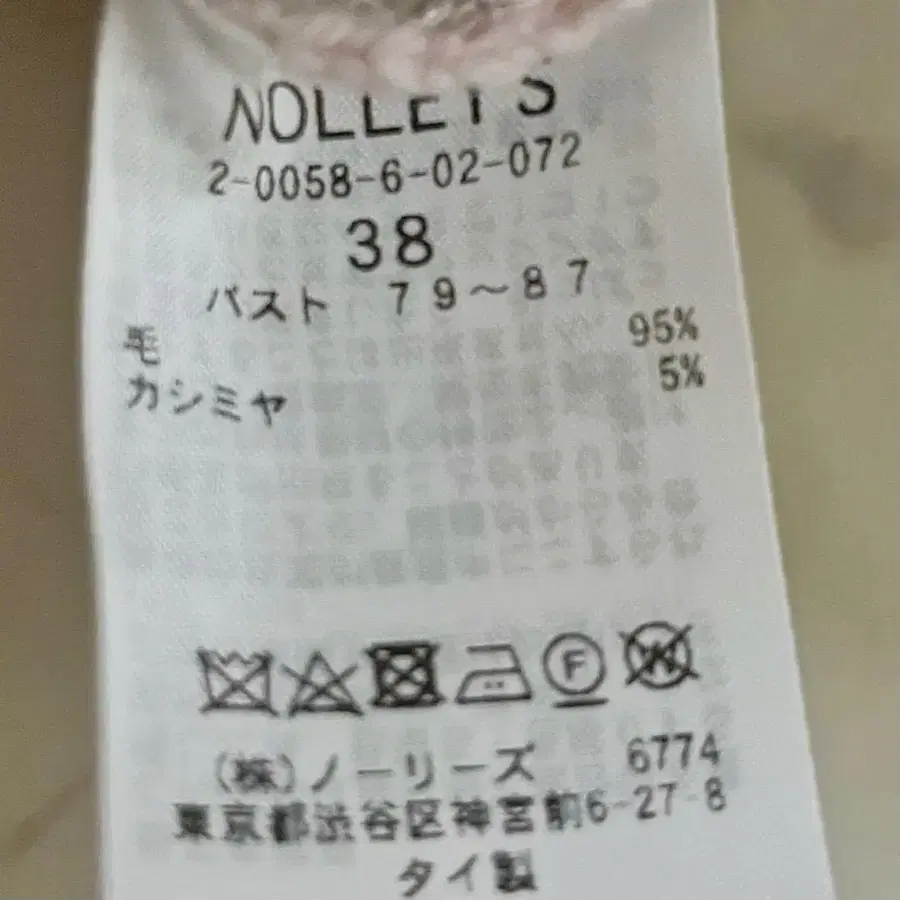 NOLLEY'S
2-0058-6-02-072
38
バスト 79～87
毛 95%
カシミヤ 5%
F
W
(株)ノーリーズ 6774
東京都渋谷区神宮前6-27-8
タイ製